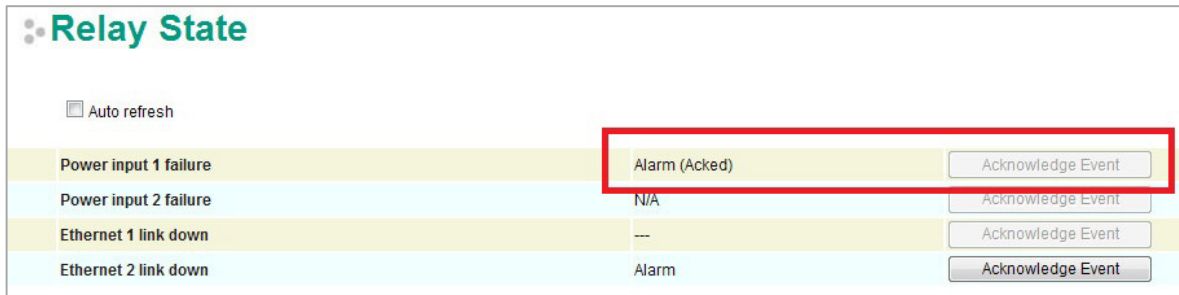 Relay State
Auto refresh
Power input 1 failure Alarm (Acked) Acknowledge Event
Power input 2 failure N/A Acknowledge Event
Ethernet 1 link down --- Acknowledge Event
Ethernet 2 link down Alarm Acknowledge Event